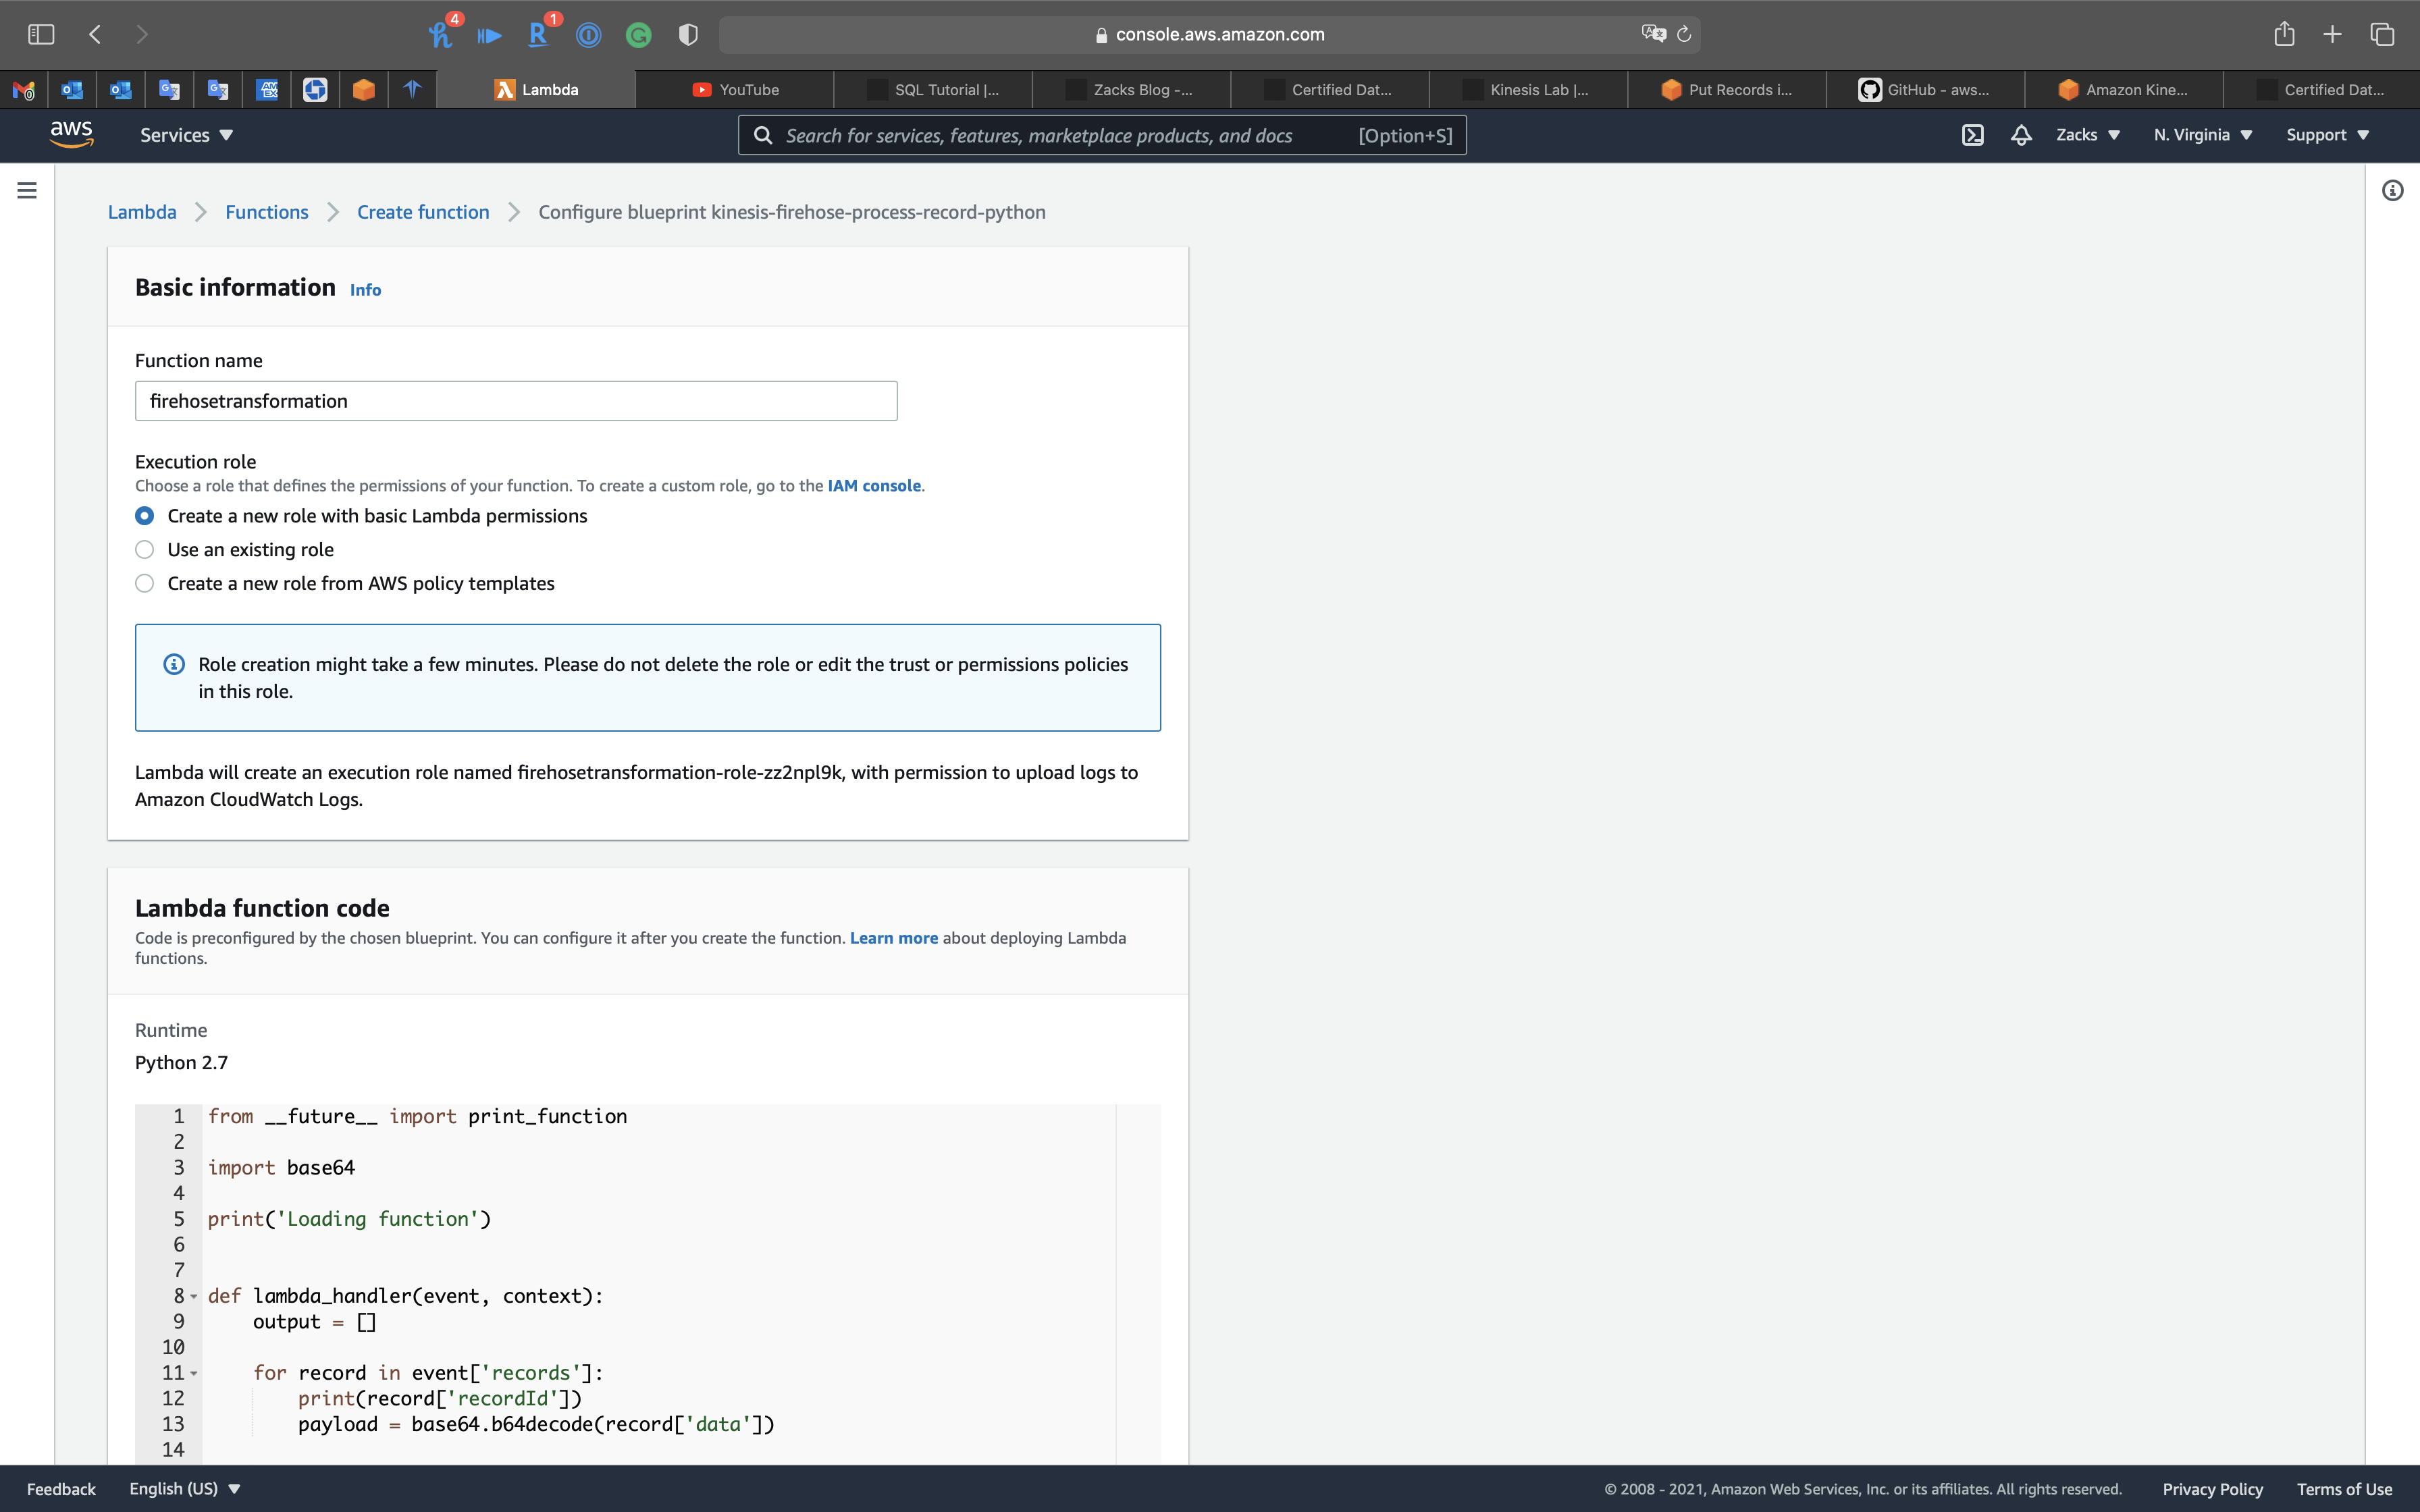 4
1
R
console.aws.amazon.com
0
Lambda
YouTube
SQL Tutorial |...
Zacks Blog -...
Certified Dat...
Kinesis Lab |...
Put Records i...
GitHub - aws...
Amazon Kine...
Certified Dat...
aws
Services
Search for services, features, marketplace products, and docs [Option+S]
Zacks
N. Virginia
Support
Lambda > Functions > Create function > Configure blueprint kinesis-firehose-process-record-python
Basic information Info
Function name
firehosetransformation
Execution role
Choose a role that defines the permissions of your function. To create a custom role, go to the IAM console.
Create a new role with basic Lambda permissions
Use an existing role
Create a new role from AWS policy templates
Role creation might take a few minutes. Please do not delete the role or edit the trust or permissions policies
in this role.
Lambda will create an execution role named firehosetransformation-role-zz2npl9k, with permission to upload logs to
Amazon CloudWatch Logs.
Lambda function code
Code is preconfigured by the chosen blueprint. You can configure it after you create the function. Learn more about deploying Lambda
functions.
Runtime
Python 2.7
1 from __future__ import print_function
2
3 import base64
4
5 print('Loading function')
6
7
8 def lambda_handler(event, context):
9     output = []
10
11     for record in event['records']:
12         print(record['recordId'])
13         payload = base64.b64decode(record['data'])
14
Feedback
English (US)
© 2008 - 2021, Amazon Web Services, Inc. or its affiliates. All rights reserved.
Privacy Policy
Terms of Use